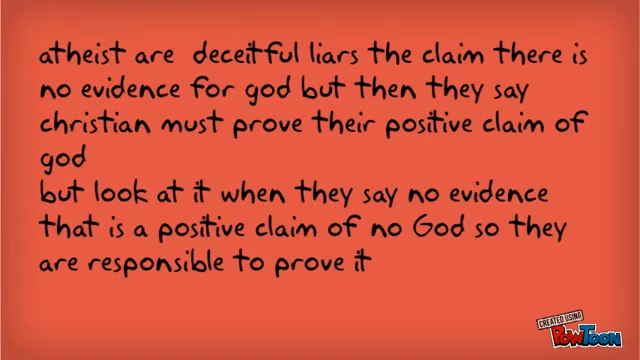 atheist are deceitful liars the claim there is
no evidence for god but then they say
christian must prove their positive claim of
god
but look at it when they say no evidence
that is a positive claim of no God so they
are responsible to prove it
CREATED USING
POWTOON